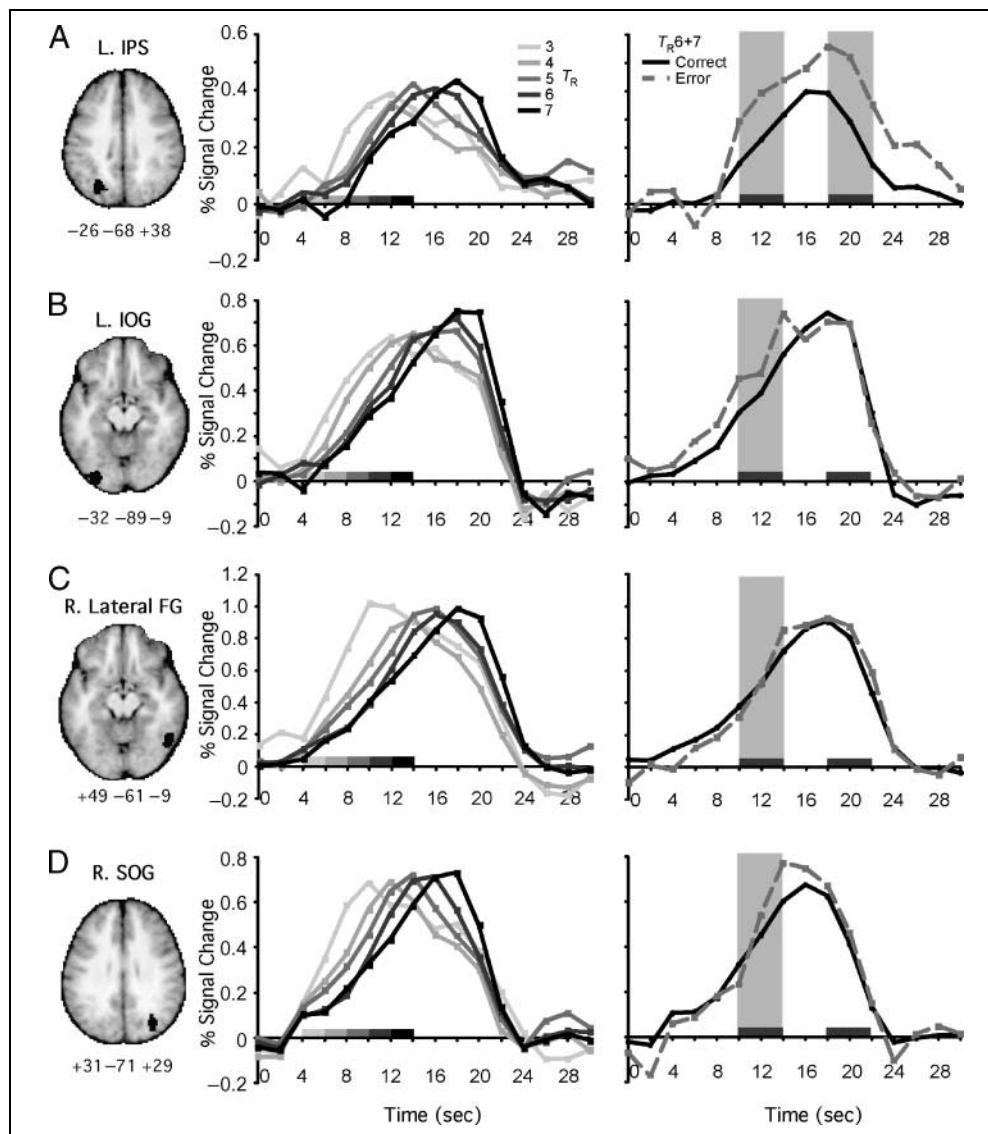 A
L. IPS
−26 −68 +38
% Signal Change
0.6
0.4
0.2
0
−0.2
0 4 8 12 16 20 24 28
3
4
5 TR
6
7
TR6+7
Correct
Error
0 4 8 12 16 20 24 28
B
L. IOG
−32 −89 −9
% Signal Change
0.8
0.6
0.4
0.2
0
−0.2
0 4 8 12 16 20 24 28
0 4 8 12 16 20 24 28
C
R. Lateral FG
+49 −61 −9
% Signal Change
1.2
1.0
0.8
0.6
0.4
0.2
0
−0.2
0 4 8 12 16 20 24 28
0 4 8 12 16 20 24 28
D
R. SOG
+31 −71 +29
% Signal Change
0.8
0.6
0.4
0.2
0
−0.2
0 4 8 12 16 20 24 28
0 4 8 12 16 20 24 28
Time (sec)
Time (sec)